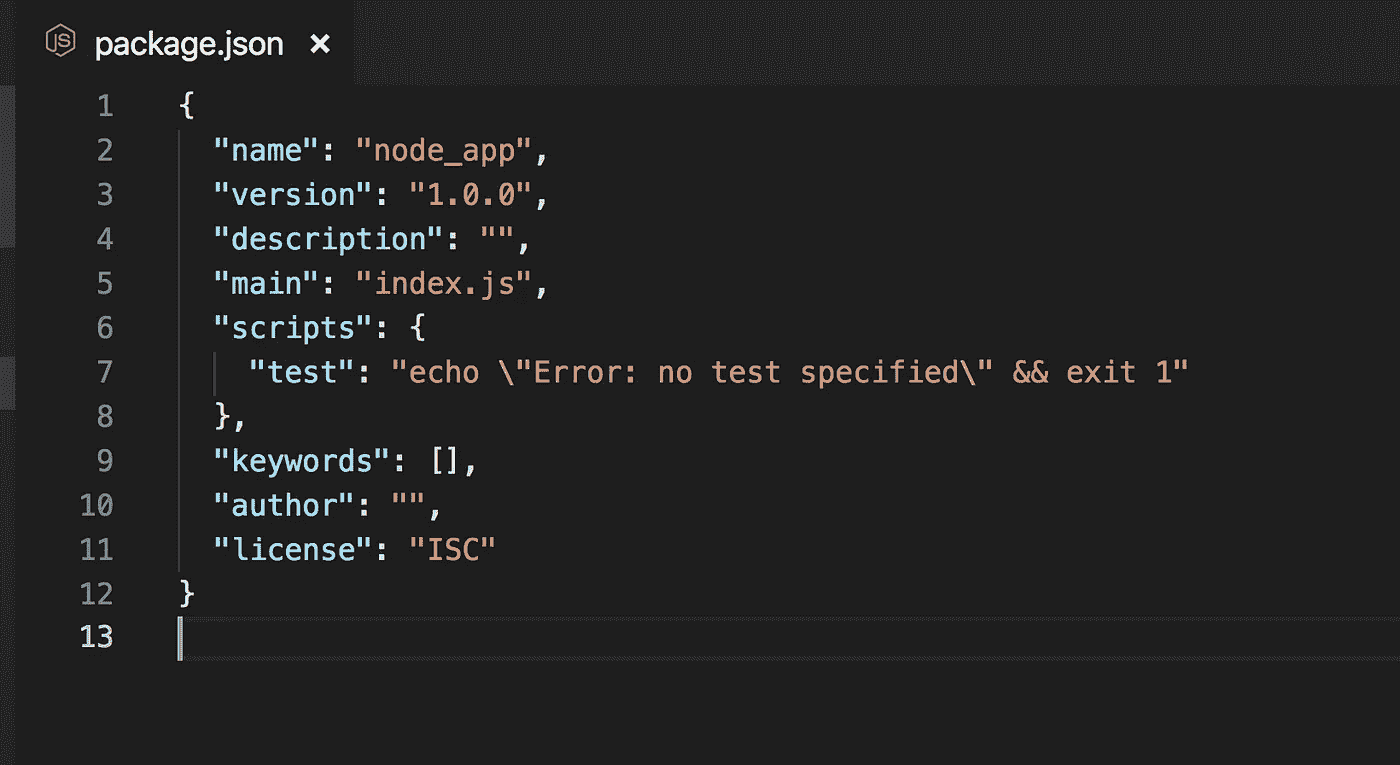 JS package.json ×
1 {
2 "name": "node_app",
3 "version": "1.0.0",
4 "description": "",
5 "main": "index.js",
6 "scripts": {
7 "test": "echo \"Error: no test specified\" && exit 1"
8 },
9 "keywords": [],
10 "author": "",
11 "license": "ISC"
12 }
13